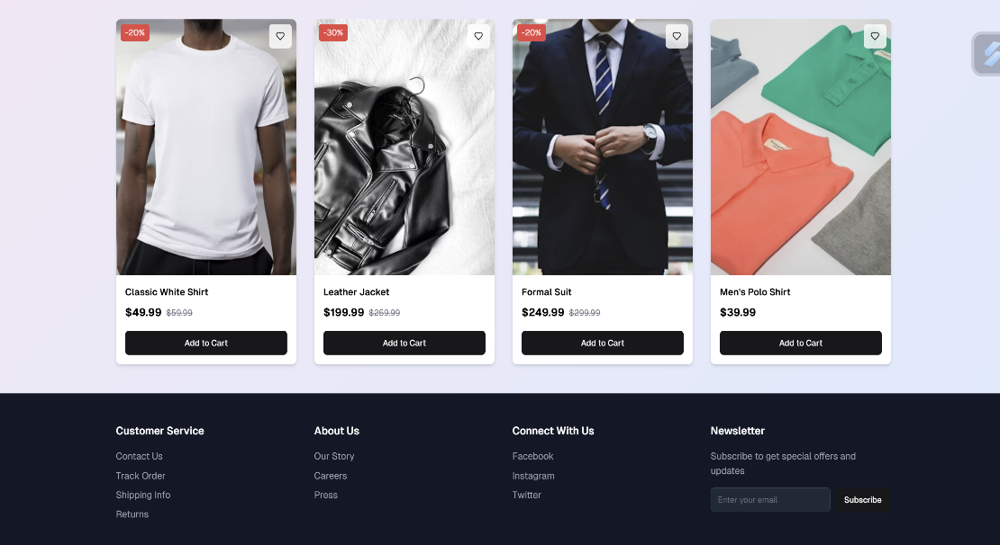 -20%
-30%
-20%
Classic White Shirt
$49.99 $59.99
Add to Cart
Leather Jacket
$199.99 $259.99
Add to Cart
Formal Suit
$249.99 $299.99
Add to Cart
Men's Polo Shirt
$39.99
Add to Cart
Customer Service
Contact Us
Track Order
Shipping Info
Returns
About Us
Our Story
Careers
Press
Connect With Us
Facebook
Instagram
Twitter
Newsletter
Subscribe to get special offers and
updates
Enter your email
Subscribe